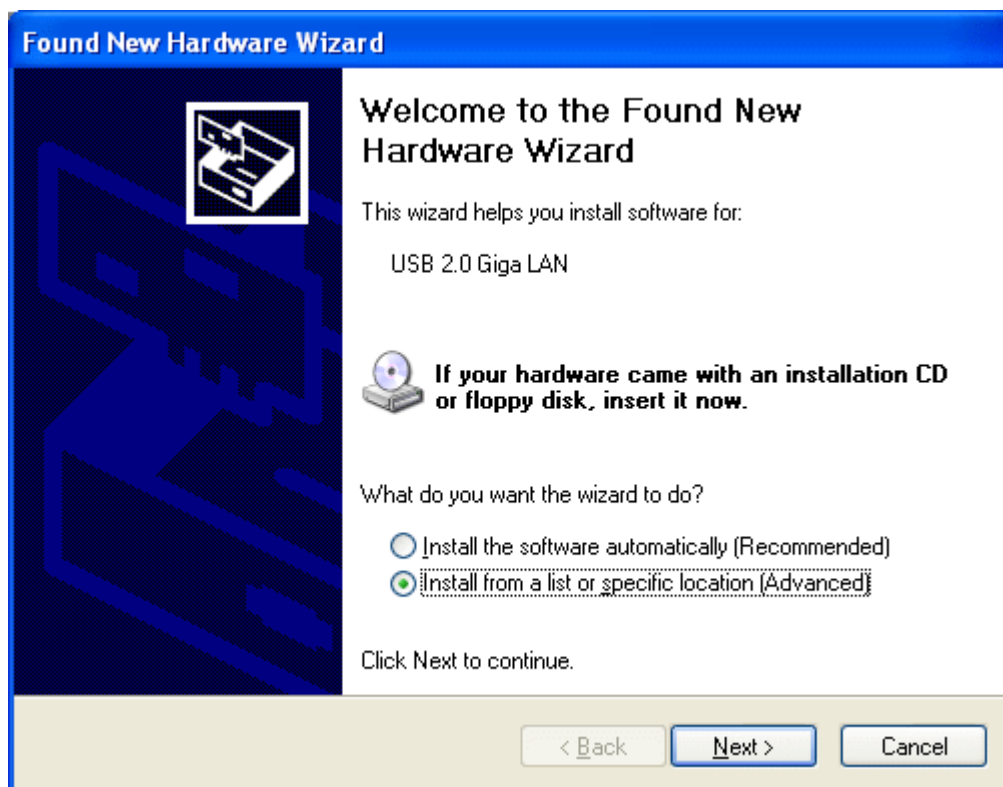 Found New Hardware Wizard
Welcome to the Found New
Hardware Wizard
This wizard helps you install software for:
USB 2.0 Giga LAN
If your hardware came with an installation CD
or floppy disk, insert it now.
What do you want the wizard to do?
Install the software automatically (Recommended)
Install from a list or specific location (Advanced)
Click Next to continue.
< Back Next > Cancel